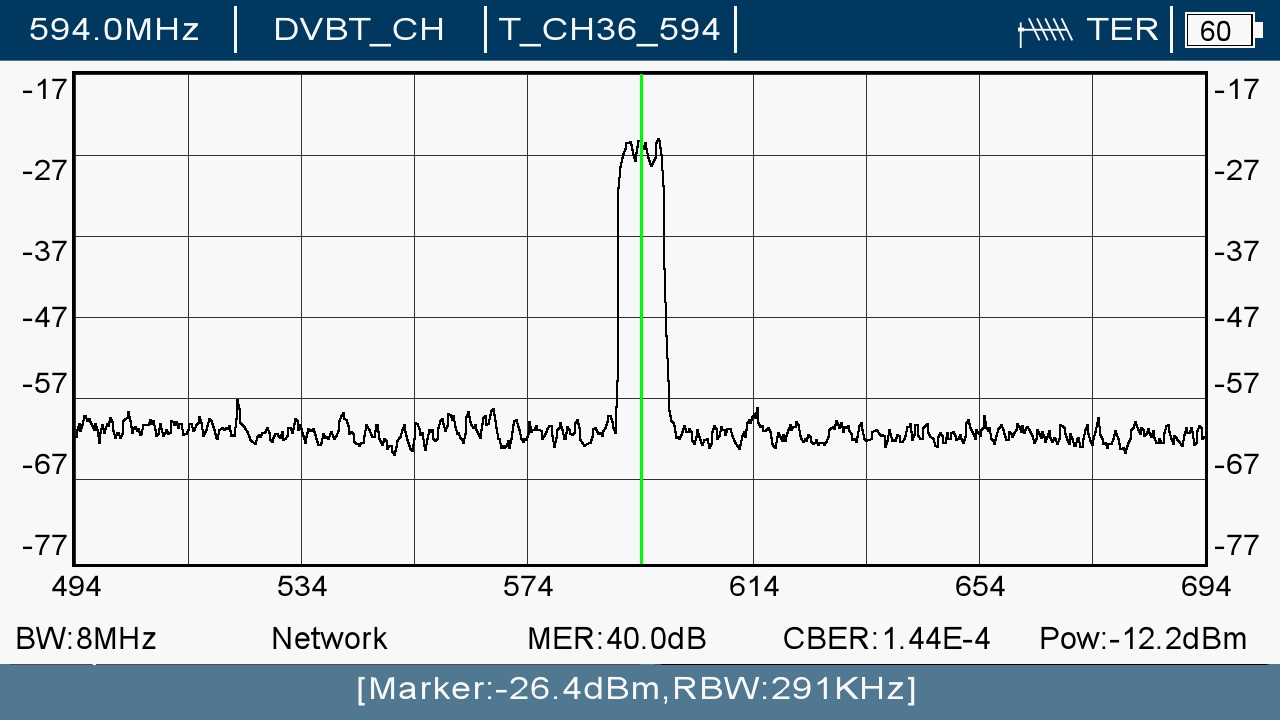 594.0MHz DVBT_CH T_CH36_594 TER 60
-17 -17
-27 -27
-37 -37
-47 -47
-57 -57
-67 -67
-77 -77
494 534 574 614 654 694
BW:8MHz Network MER:40.0dB CBER:1.44E-4 Pow:-12.2dBm
[Marker:-26.4dBm,RBW:291KHz]